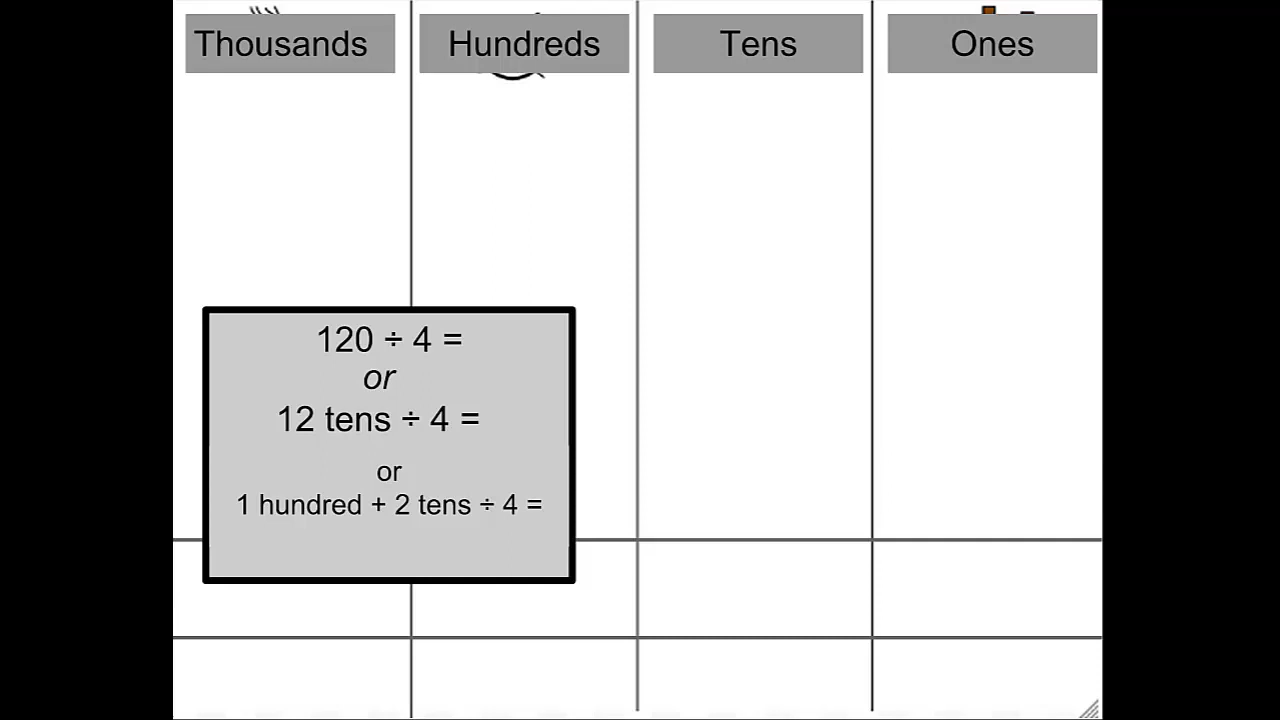 Thousands Hundreds Tens Ones
120 ÷ 4 =
or
12 tens ÷ 4 =
or
1 hundred + 2 tens ÷ 4 =